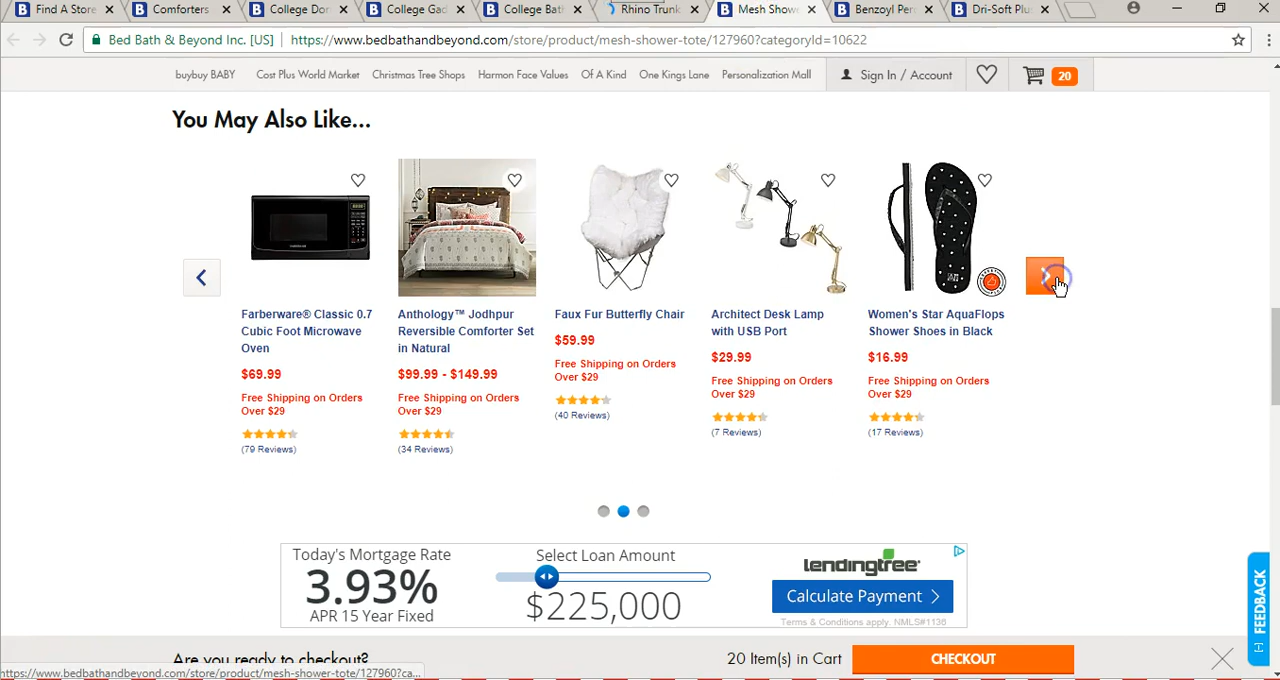 Find A Store
Comforters
College Dor
College Gad
College Bat
Rhino Trunk
Mesh Show
Benzoyl Per
Dri-Soft Plu
Bed Bath & Beyond Inc. [US]
https://www.bedbathandbeyond.com/store/product/mesh-shower-tote/127960?categoryId=10622
buybuy BABY
Cost Plus World Market
Christmas Tree Shops
Harmon Face Values
Of A Kind
One Kings Lane
Personalization Mall
Sign In / Account
20
You May Also Like...
Farberware® Classic 0.7
Cubic Foot Microwave
Oven
$69.99
Free Shipping on Orders
Over $29
(79 Reviews)
Anthology™ Jodhpur
Reversible Comforter Set
in Natural
$99.99 - $149.99
Free Shipping on Orders
Over $29
(34 Reviews)
Faux Fur Butterfly Chair
$59.99
Free Shipping on Orders
Over $29
(40 Reviews)
Architect Desk Lamp
with USB Port
$29.99
Free Shipping on Orders
Over $29
(7 Reviews)
Women's Star AquaFlops
Shower Shoes in Black
$16.99
Free Shipping on Orders
Over $29
(17 Reviews)
Today's Mortgage Rate
3.93%
APR 15 Year Fixed
Select Loan Amount
$225,000
lendingtree
Calculate Payment
Terms & Conditions apply. NMLS#1136
FEEDBACK
Are you ready to checkout?
20 Item(s) in Cart
CHECKOUT
https://www.bedbathandbeyond.com/store/product/mesh-shower-tote/127960?ca...